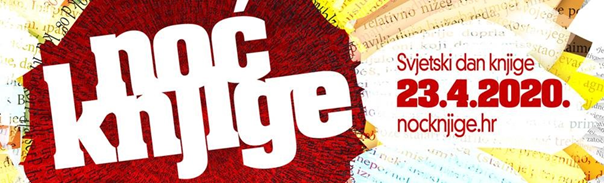 noć
knjige
Svjetski dan knjige
23.4.2020.
nocknjige.hr